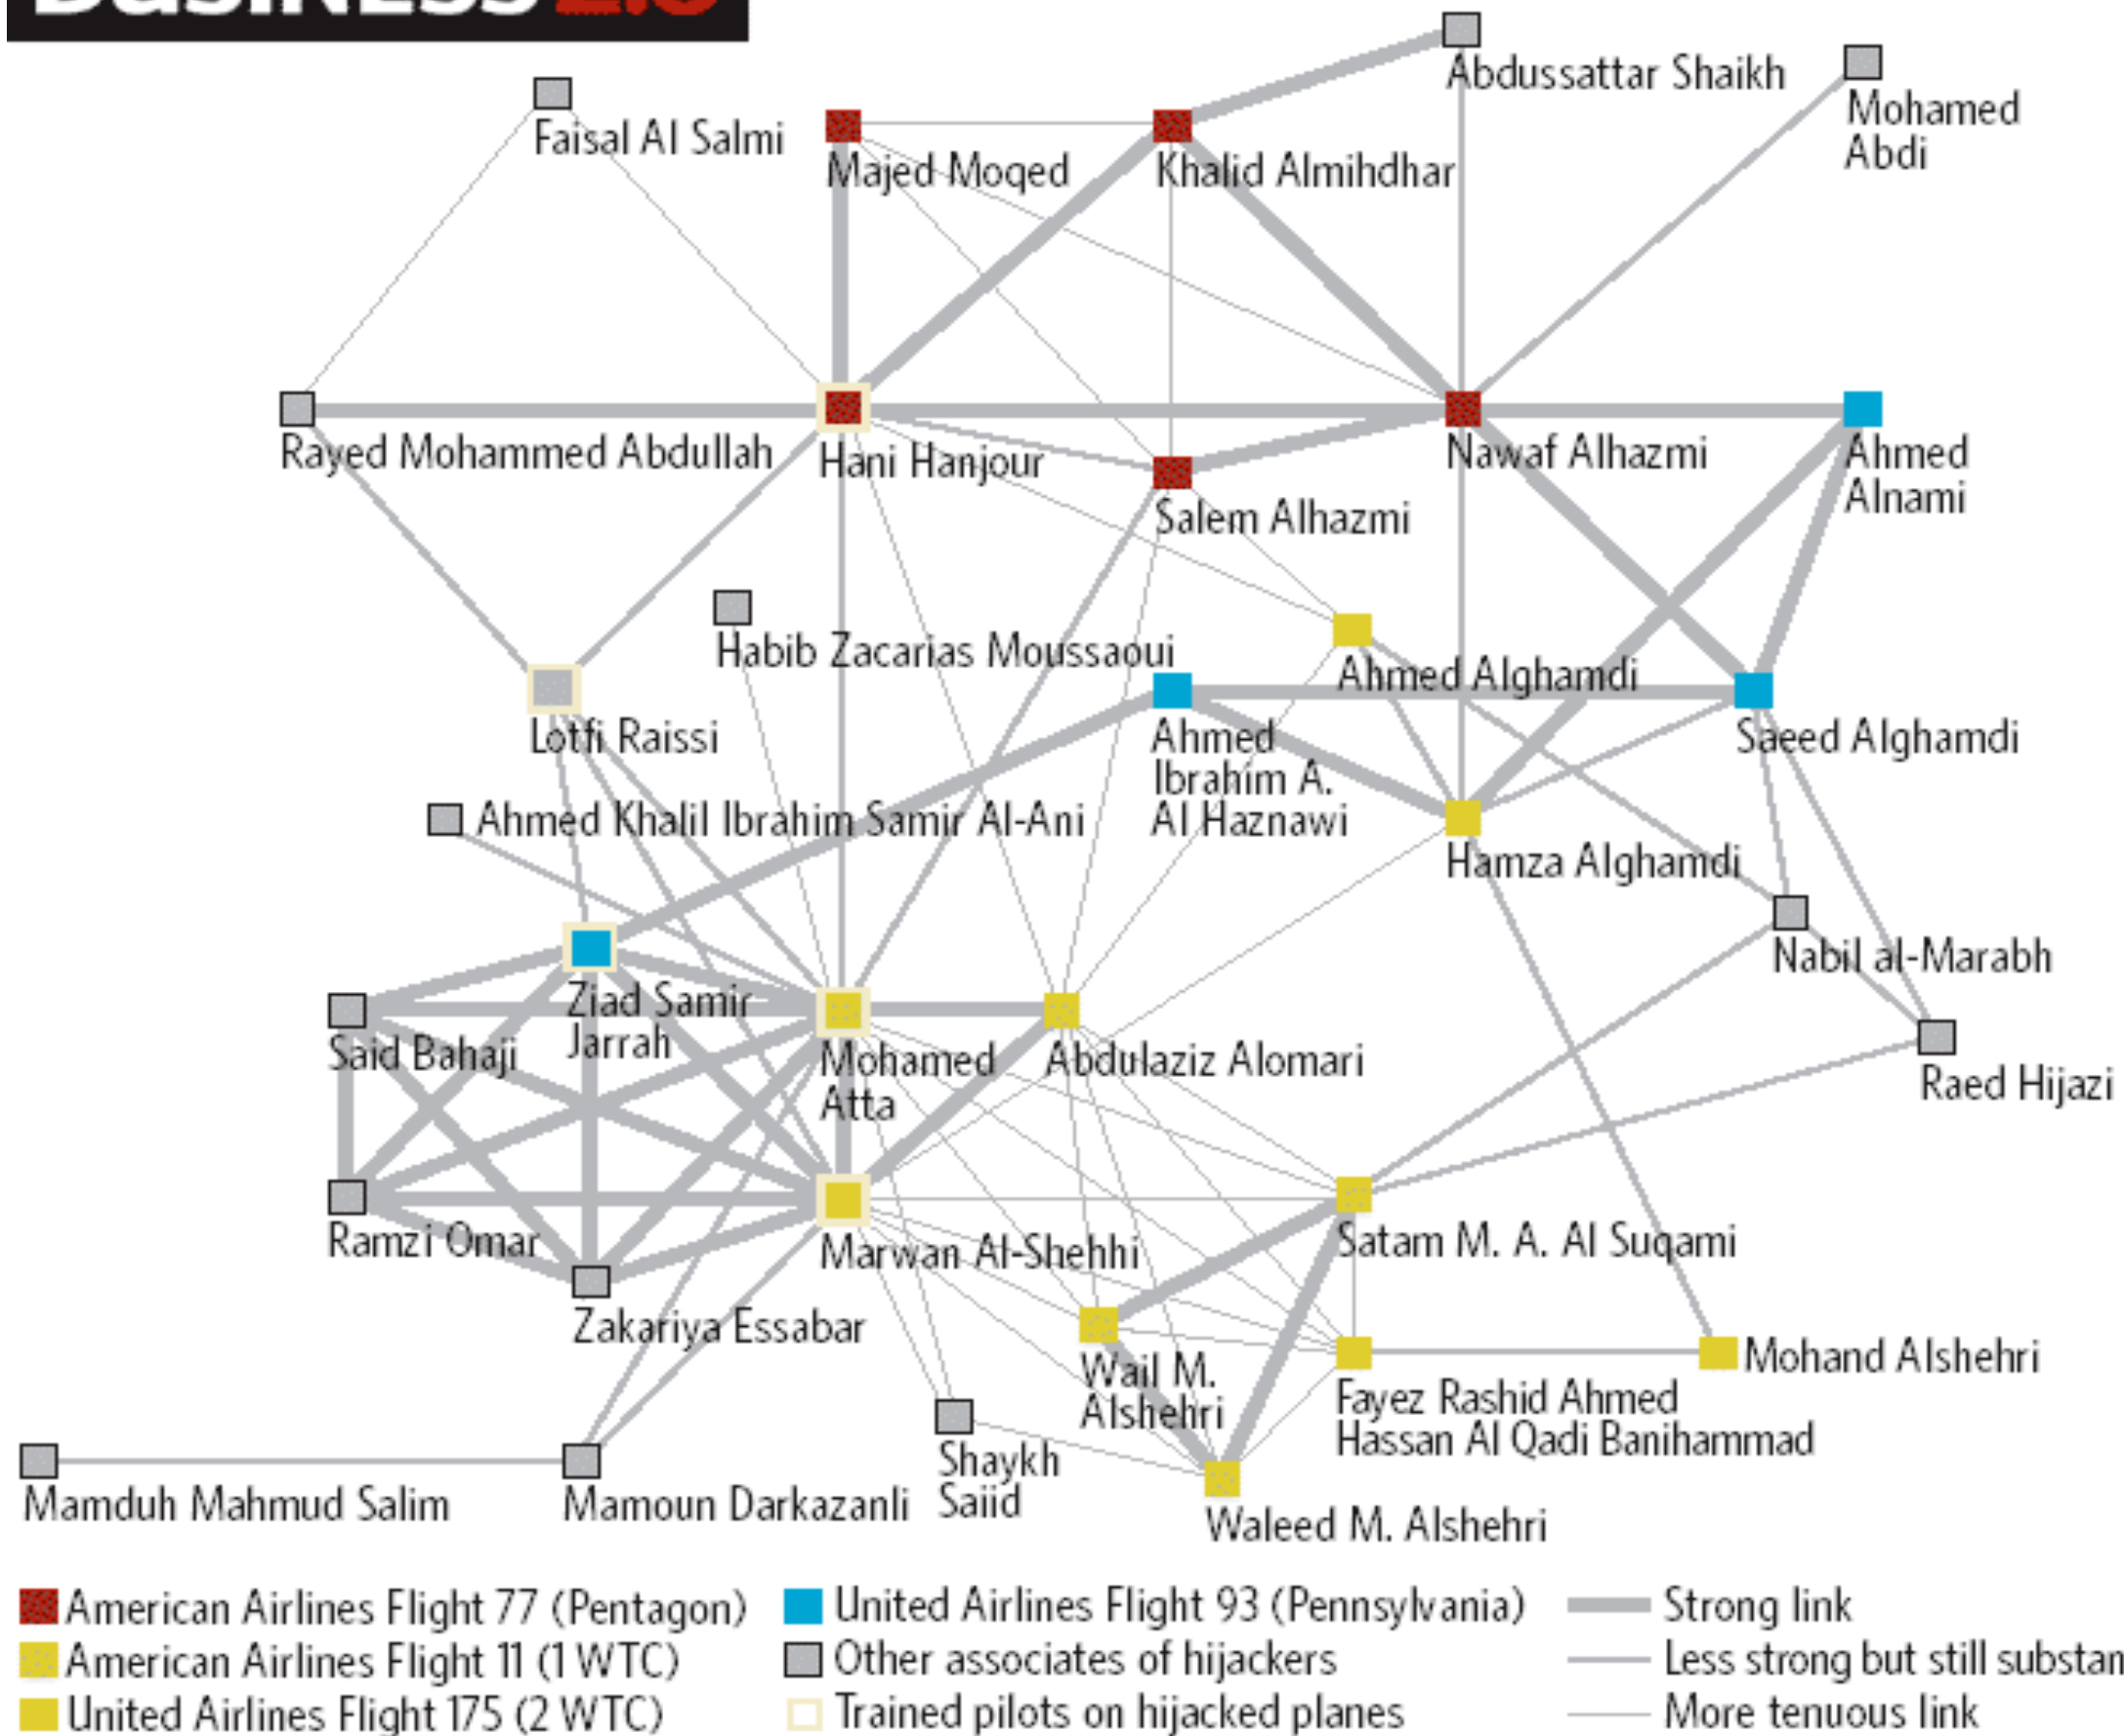 BUSINESS 2.0
Abdussattar Shaikh
Mohamed
Abdi
Faisal Al Salmi
Majed Moqed
Khalid Almihdhar
Rayed Mohammed Abdullah
Hani Hanjour
Nawaf Alhazmi
Ahmed
Alnami
Salem Alhazmi
Habib Zacarias Moussaoui
Ahmed Alghamdi
Lotfi Raissi
Ahmed
Ibrahim A.
Al Haznawi
Saeed Alghamdi
Ahmed Khalil Ibrahim Samir Al-Ani
Hamza Alghamdi
Nabil al-Marabh
Ziad Samir
Jarrah
Said Bahaji
Mohamed
Atta
Abdulaziz Alomari
Raed Hijazi
Ramzi Omar
Marwan Al-Shehhi
Satam M. A. Al Suqami
Zakariya Essabar
Wail M.
Alshehri
Mohand Alshehri
Fayez Rashid Ahmed
Hassan Al Qadi Banihammad
Shaykh
Saiid
Mamduh Mahmud Salim
Mamoun Darkazanli
Waleed M. Alshehri
American Airlines Flight 77 (Pentagon)
American Airlines Flight 11 (1 WTC)
United Airlines Flight 175 (2 WTC)
United Airlines Flight 93 (Pennsylvania)
Other associates of hijackers
Trained pilots on hijacked planes
Strong link
Less strong but still substan
More tenuous link